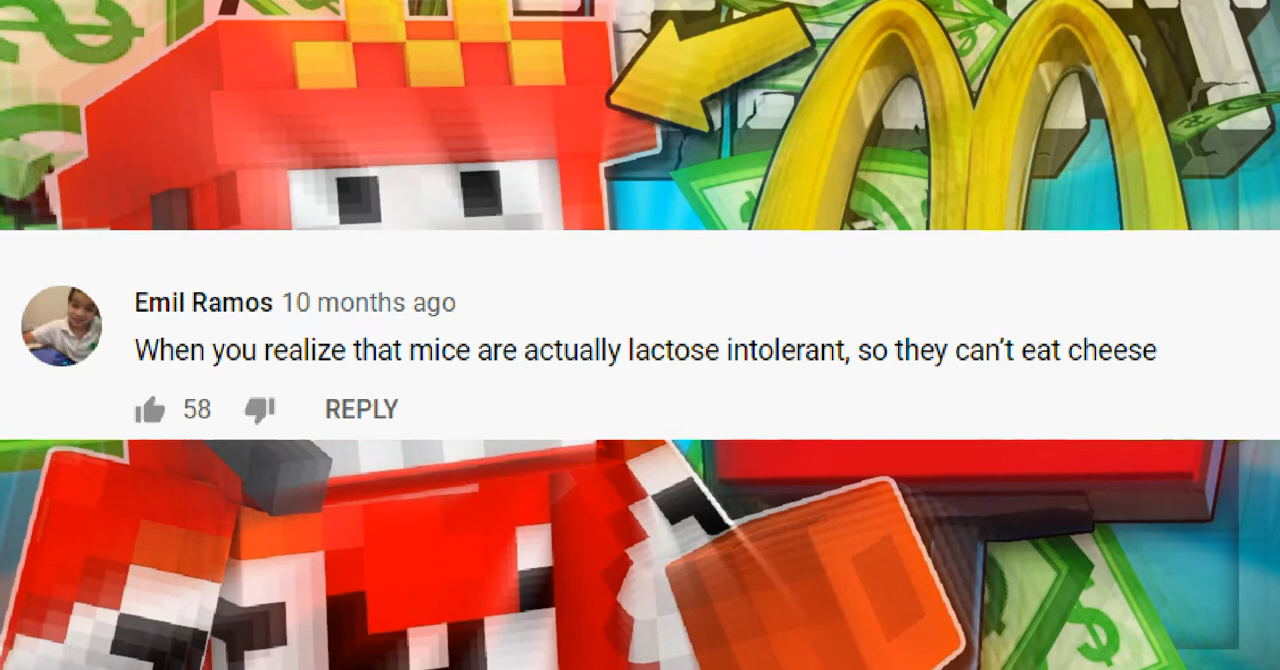 Emil Ramos 10 months ago
When you realize that mice are actually lactose intolerant, so they can't eat cheese
58 REPLY